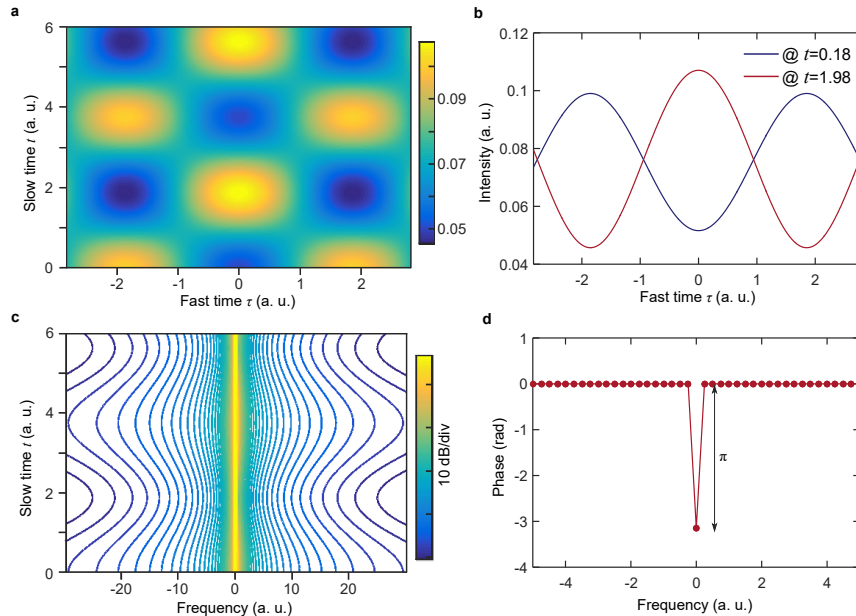 a
6
4
2
0
Slow time t (a. u.)
-2 -1 0 1 2
Fast time τ (a. u.)
0.09
0.07
0.05
b
0.12
0.1
0.08
0.06
0.04
Intensity (a. u.)
@ t=0.18
@ t=1.98
-2 0 2
Fast time τ (a. u.)
c
6
4
2
0
Slow time t (a. u.)
-20 -10 0 10 20
Frequency (a. u.)
10 dB/div
d
1
0
-1
-2
-3
-4
Phase (rad)
π
-4 -2 0 2 4
Frequency (a. u.)